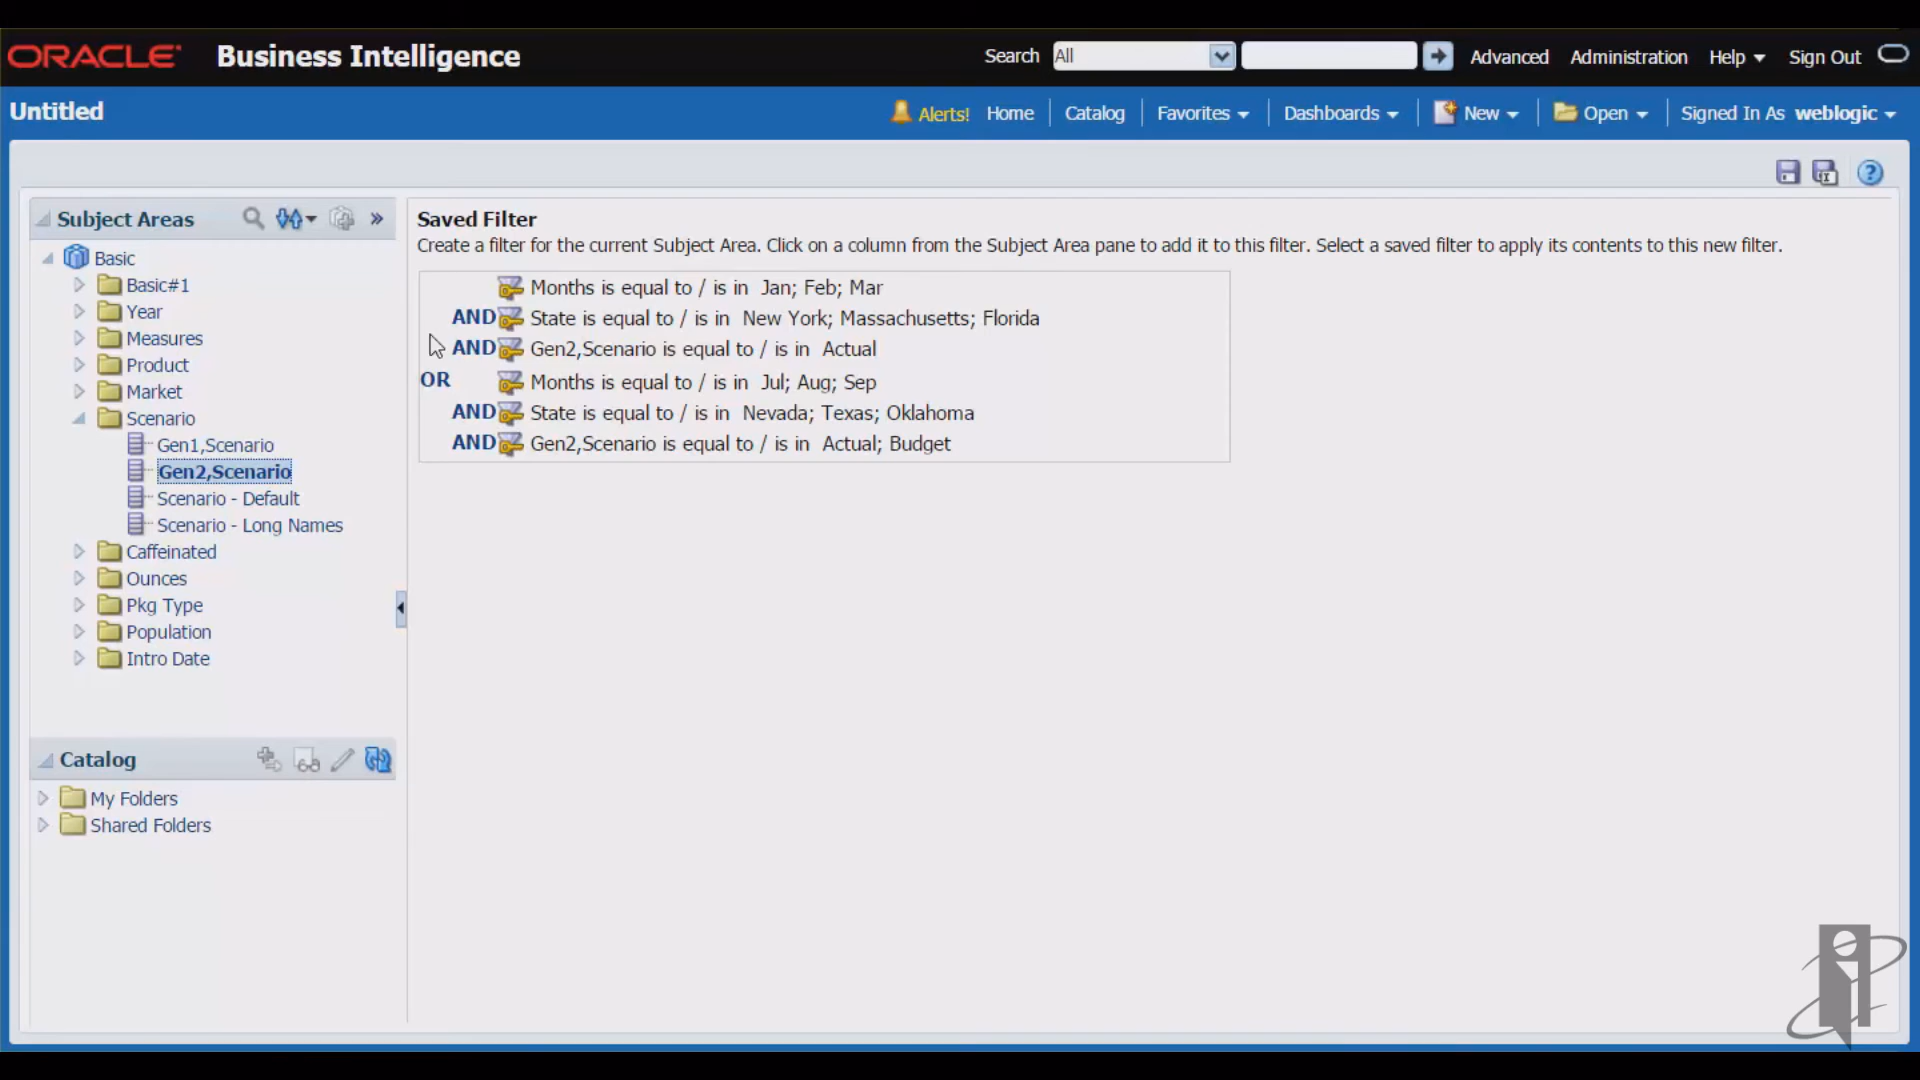 ORACLE Business Intelligence Search All Advanced Administration Help Sign Out
Untitled Alerts! Home Catalog Favorites Dashboards New Open Signed In As weblogic
Subject Areas
Basic
Basic#1
Year
Measures
Product
Market
Scenario
Gen1,Scenario
Gen2,Scenario
Scenario - Default
Scenario - Long Names
Caffeinated
Ounces
Pkg Type
Population
Intro Date
Catalog
My Folders
Shared Folders
Saved Filter
Create a filter for the current Subject Area. Click on a column from the Subject Area pane to add it to this filter. Select a saved filter to apply its contents to this new filter.
Months is equal to / is in Jan; Feb; Mar
AND State is equal to / is in New York; Massachusetts; Florida
AND Gen2,Scenario is equal to / is in Actual
OR Months is equal to / is in Jul; Aug; Sep
AND State is equal to / is in Nevada; Texas; Oklahoma
AND Gen2,Scenario is equal to / is in Actual; Budget